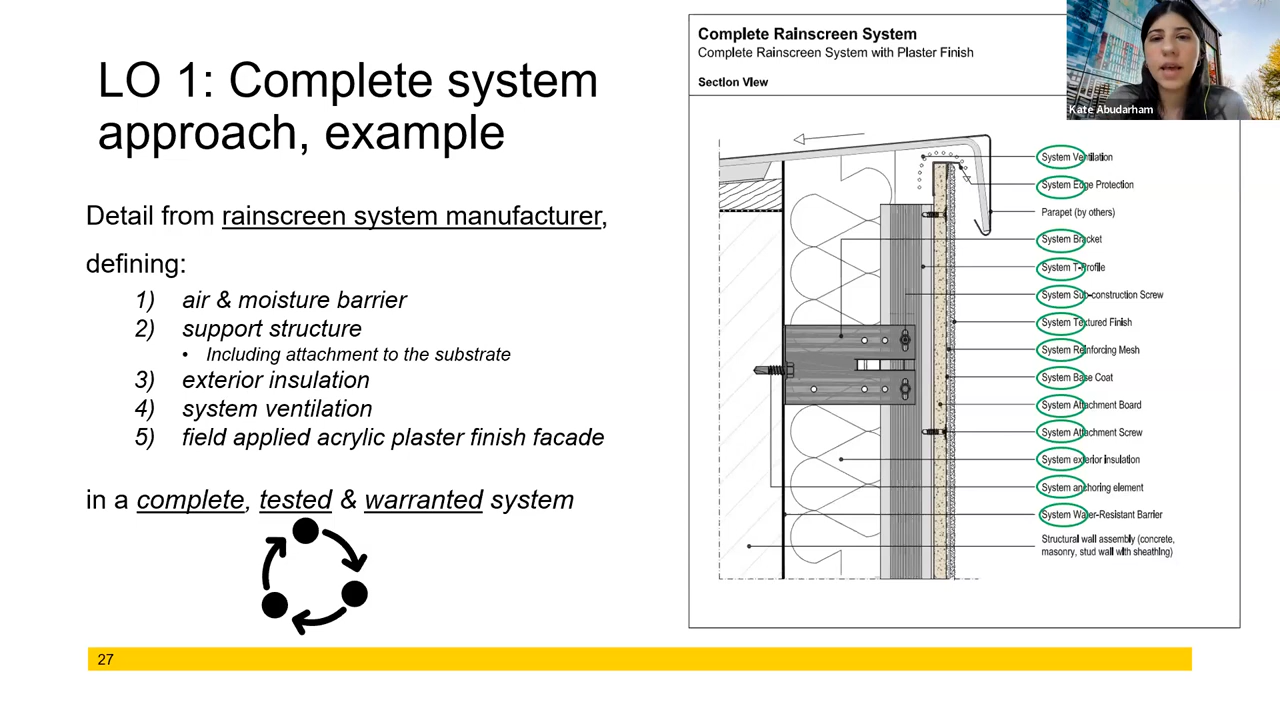 LO 1: Complete system
approach, example
Detail from rainscreen system manufacturer,
defining:
1) air & moisture barrier
2) support structure
• Including attachment to the substrate
3) exterior insulation
4) system ventilation
5) field applied acrylic plaster finish facade
in a complete, tested & warranted system
27
Complete Rainscreen System
Complete Rainscreen System with Plaster Finish
Section View
Kate Abudarham
System Ventilation
System Edge Protection
Parapet (by others)
System Bracket
System T-Profile
System Sub-construction Screw
System Textured Finish
System Reinforcing Mesh
System Base Coat
System Attachment Board
System Attachment Screw
System exterior insulation
System anchoring element
System Water-Resistant Barrier
Structural wall assembly (concrete,
masonry, stud wall with sheathing)